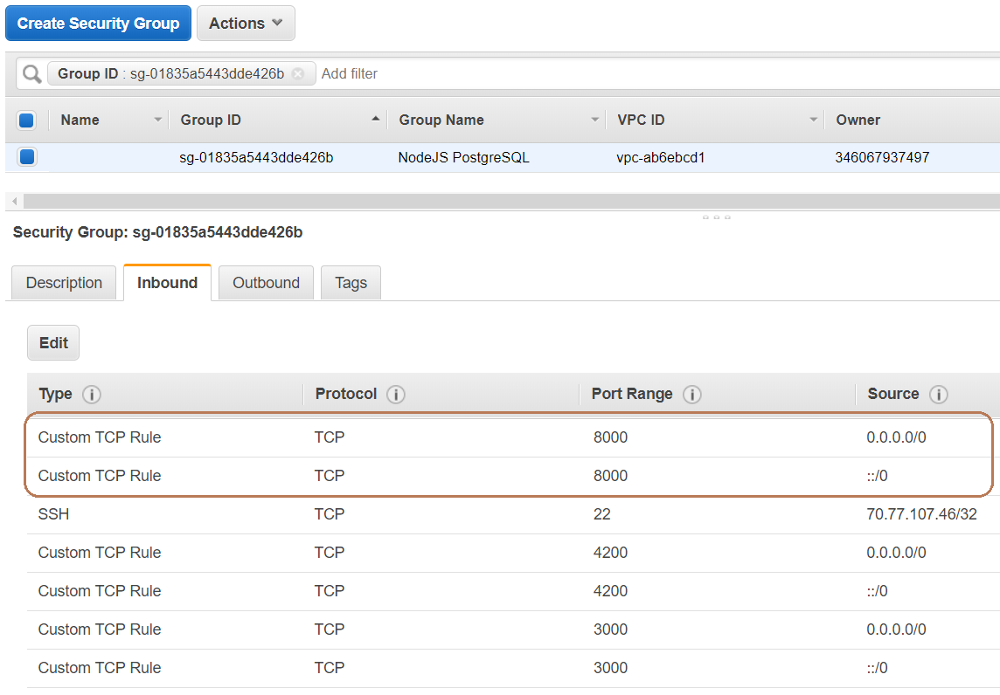 Create Security Group Actions
Group ID : sg-01835a5443dde426b Add filter
Name Group ID Group Name VPC ID Owner
sg-01835a5443dde426b NodeJS PostgreSQL vpc-ab6ebcd1 346067937497
Security Group: sg-01835a5443dde426b
Description Inbound Outbound Tags
Edit
Type Protocol Port Range Source
Custom TCP Rule TCP 8000 0.0.0.0/0
Custom TCP Rule TCP 8000 ::/0
SSH TCP 22 70.77.107.46/32
Custom TCP Rule TCP 4200 0.0.0.0/0
Custom TCP Rule TCP 4200 ::/0
Custom TCP Rule TCP 3000 0.0.0.0/0
Custom TCP Rule TCP 3000 ::/0